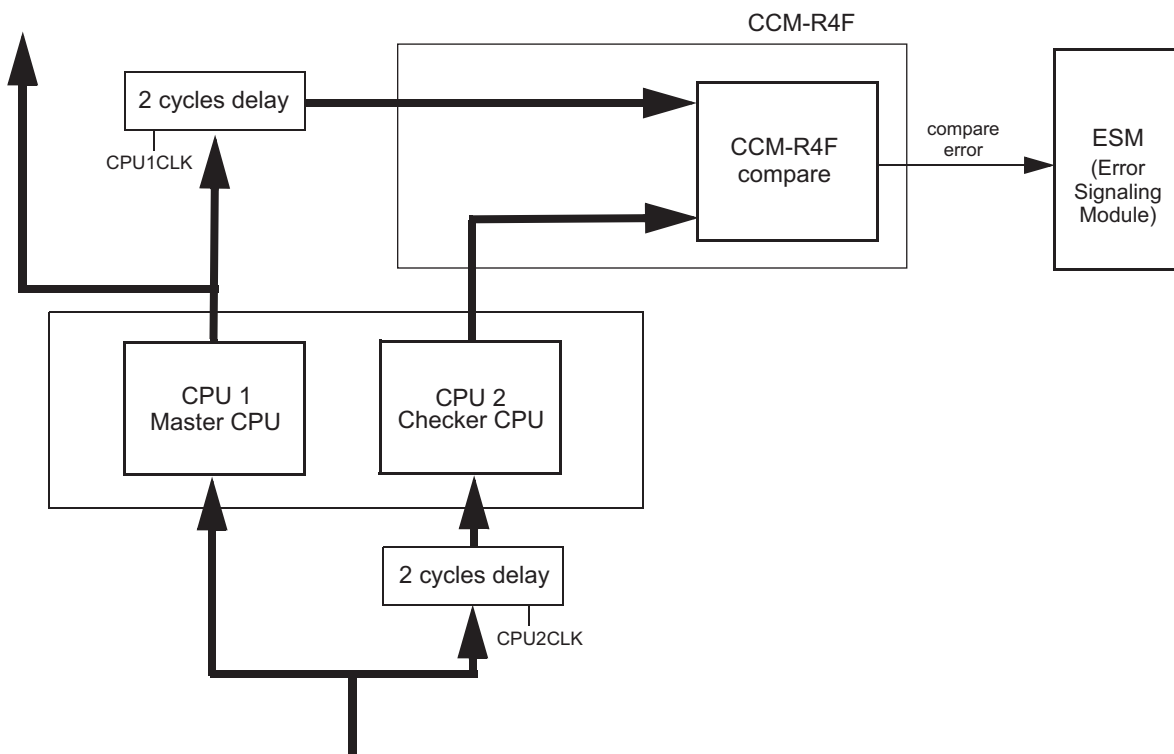 CCM-R4F
2 cycles delay
CPU1CLK
CCM-R4F
compare
compare
error
ESM
(Error
Signaling
Module)
CPU 1
Master CPU
CPU 2
Checker CPU
2 cycles delay
CPU2CLK